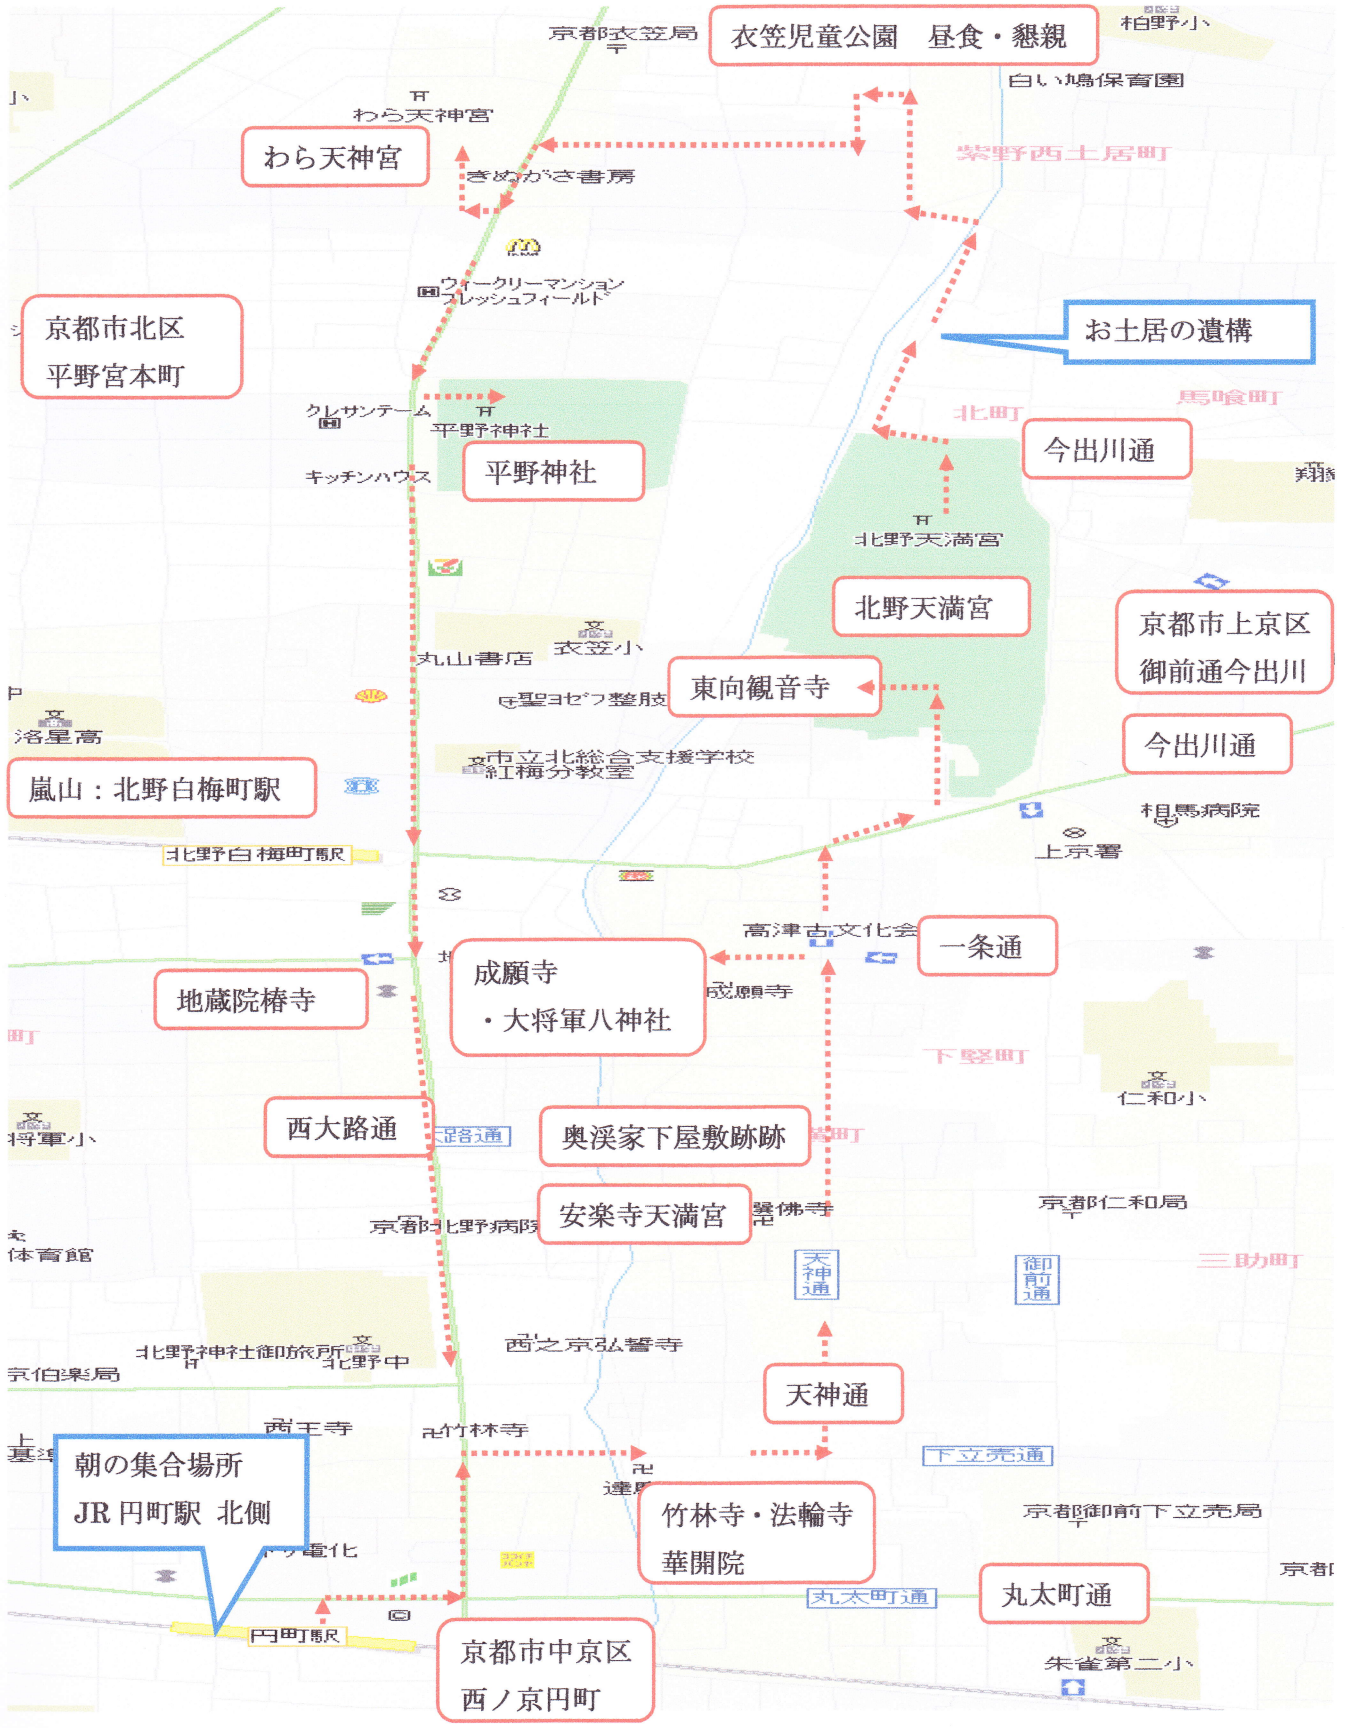 京都衣笠局
衣笠児童公園　昼食・懇親
柏野小
白い鳩保育園
小
わら天神宮
わら天神宮
きぬがさ書房
紫野西土居町
ウィークリーマンション
フレッシュフィールド
京都市北区
平野宮本町
お土居の遺構
クレサンテーム
平野神社
平野神社
キッチンハウス
北町
馬喰町
今出川通
北野天満宮
北野天満宮
京都市上京区
御前通今出川
丸山書店
衣笠小
聖ヨゼフ整肢
東向観音寺
洛星高
市立北総合支援学校
紅梅分教室
今出川通
嵐山：北野白梅町駅
北野白梅町駅
相馬病院
上京署
高津古文化会
一条通
成願寺
・大将軍八神社
成願寺
地蔵院椿寺
町
下竪町
仁和小
将軍小
西大路通
路通
奥渓家下屋敷跡跡
町
安楽寺天満宮
佛寺
京都北野病院
京都仁和局
体育館
天神通
御前通
三助町
西之京弘誓寺
北野神社御旅所
北野中
京伯楽局
天神通
西王寺
竹林寺
下立売通
朝の集合場所
JR 円町駅 北側
達
竹林寺・法輪寺
華開院
京都御前下立売局
電化
京都
丸太町通
丸太町通
円町駅
京都市中京区
西ノ京円町
朱雀第二小